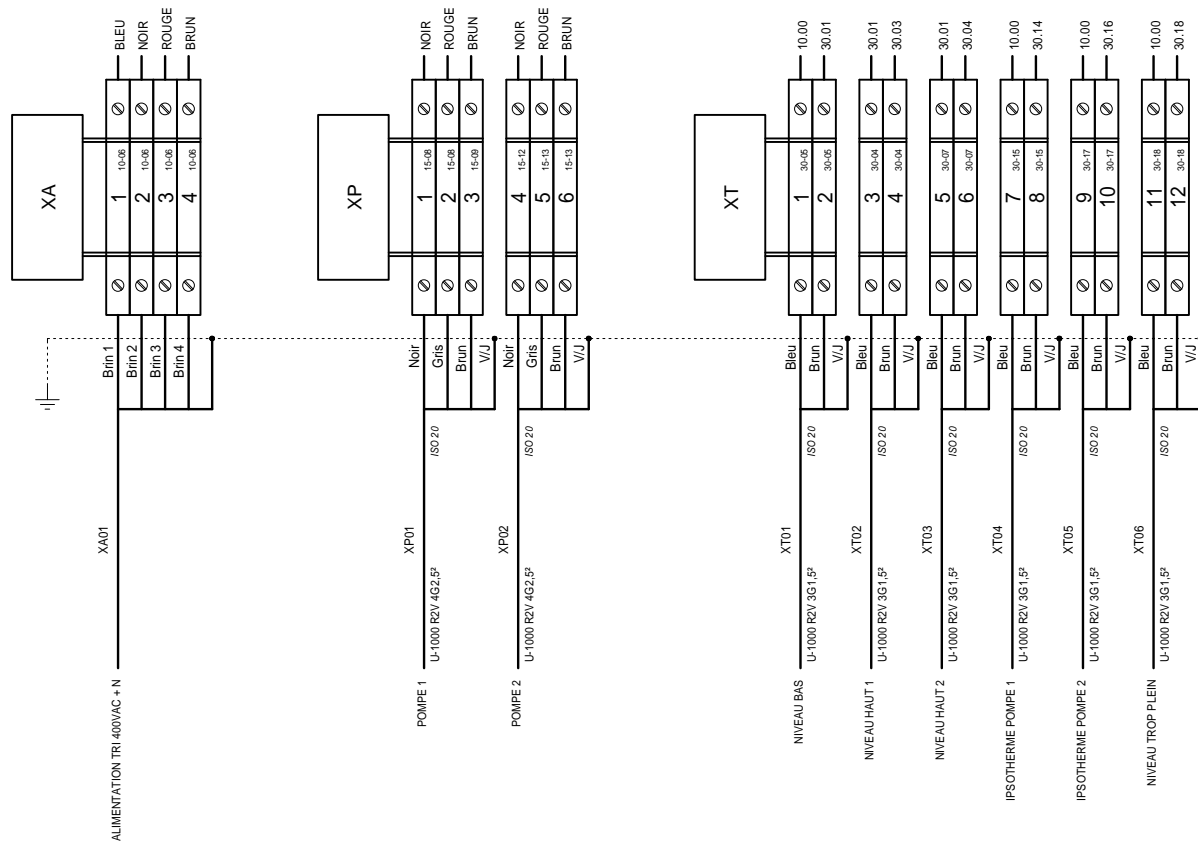 XA
BLEU
NOIR
ROUGE
BRUN
1 10-06
2 10-06
3 10-06
4 10-06
Brin 1
Brin 2
Brin 3
Brin 4
XA01
ALIMENTATION TRI 400VAC + N
XP
NOIR
ROUGE
BRUN
NOIR
ROUGE
BRUN
1 15-08
2 15-08
3 15-09
4 15-12
5 15-13
6 15-13
Noir
Gris
Brun
V/J
Noir
Gris
Brun
V/J
ISO 20
ISO 20
XP01
U-1000 R2V 4G2,5²
POMPE 1
XP02
U-1000 R2V 4G2,5²
POMPE 2
XT
10.00
30.01
30.01
30.03
30.01
30.04
10.00
30.14
10.00
30.16
10.00
30.18
1 30-05
2 30-05
3 30-04
4 30-04
5 30-07
6 30-07
7 30-15
8 30-15
9 30-17
10 30-17
11 30-18
12 30-18
Bleu
Brun
V/J
Bleu
Brun
V/J
Bleu
Brun
V/J
Bleu
Brun
V/J
Bleu
Brun
V/J
Bleu
Brun
V/J
ISO 20
ISO 20
ISO 20
ISO 20
ISO 20
ISO 20
XT01
U-1000 R2V 3G1,5²
NIVEAU BAS
XT02
U-1000 R2V 3G1,5²
NIVEAU HAUT 1
XT03
U-1000 R2V 3G1,5²
NIVEAU HAUT 2
XT04
U-1000 R2V 3G1,5²
IPSOTHERME POMPE 1
XT05
U-1000 R2V 3G1,5²
IPSOTHERME POMPE 2
XT06
U-1000 R2V 3G1,5²
NIVEAU TROP PLEIN